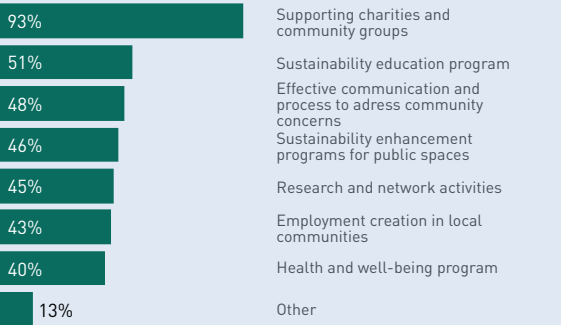 93%
Supporting charities and
community groups
51%
Sustainability education program
48%
Effective communication and
process to adress community
concerns
46%
Sustainability enhancement
programs for public spaces
45%
Research and network activities
43%
Employment creation in local
communities
40%
Health and well-being program
13%
Other